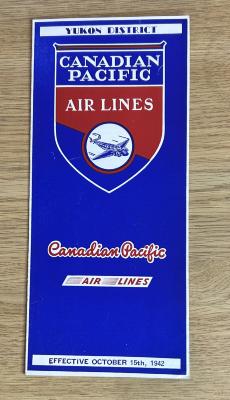 YUKON DISTRICT
CANADIAN
PACIFIC
AIR LINES
Canadian Pacific
AIR LINES
EFFECTIVE OCTOBER 15th, 1942